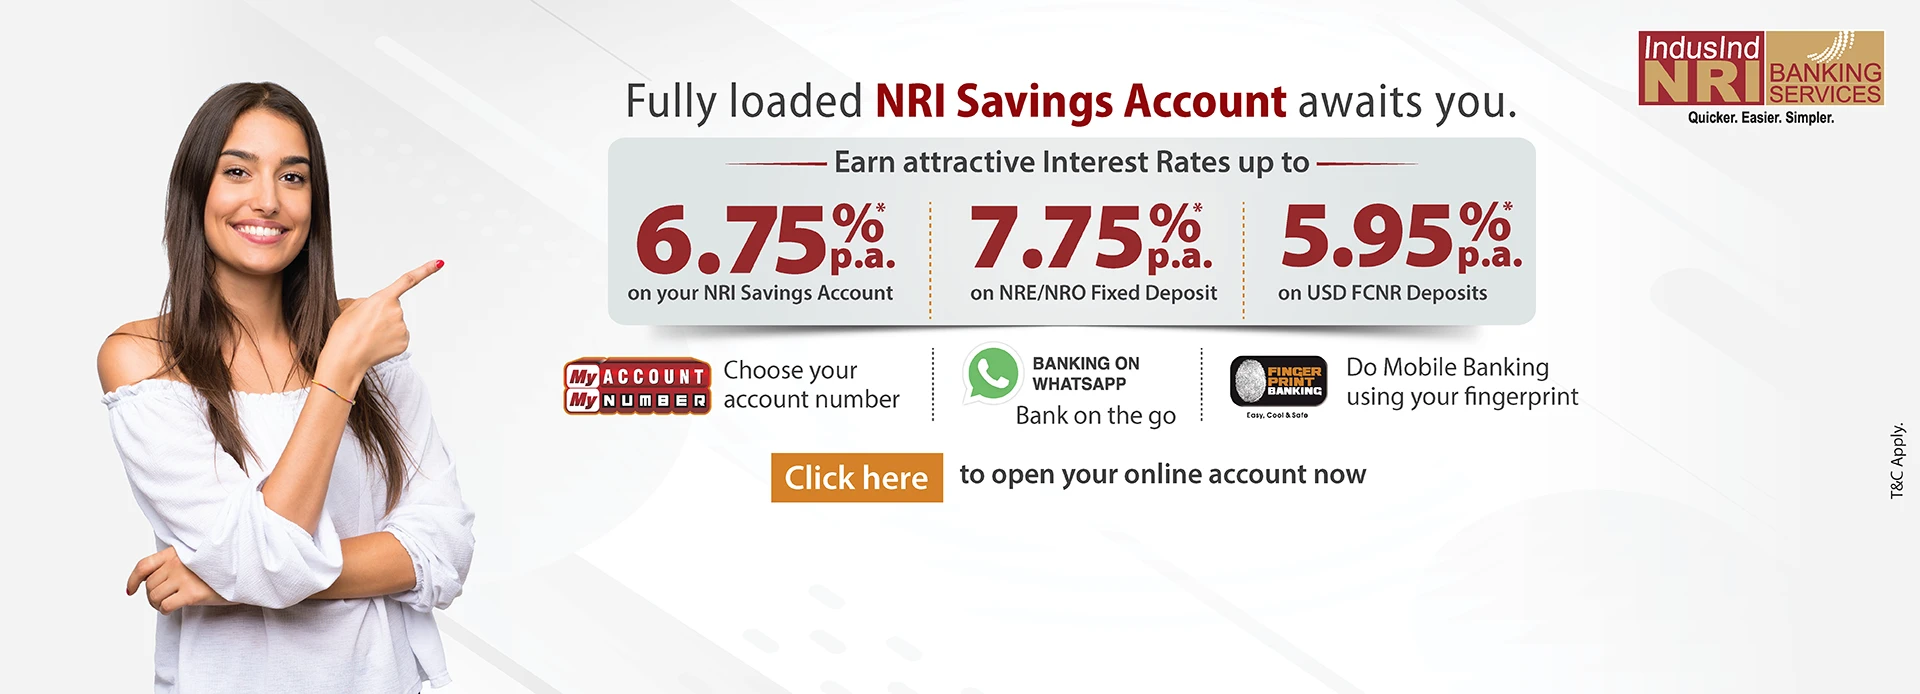 IndusInd
NRI BANKING
SERVICES
Quicker. Easier. Simpler.
Fully loaded NRI Savings Account awaits you.
Earn attractive Interest Rates up to
6.75%* p.a.
on your NRI Savings Account
7.75%* p.a.
on NRE/NRO Fixed Deposit
5.95%* p.a.
on USD FCNR Deposits
My ACCOUNT
My NUMBER
Choose your
account number
BANKING ON
WHATSAPP
Bank on the go
FINGER
PRINT
BANKING
Easy, Cool & Safe
Do Mobile Banking
using your fingerprint
Click here to open your online account now
T&C Apply.